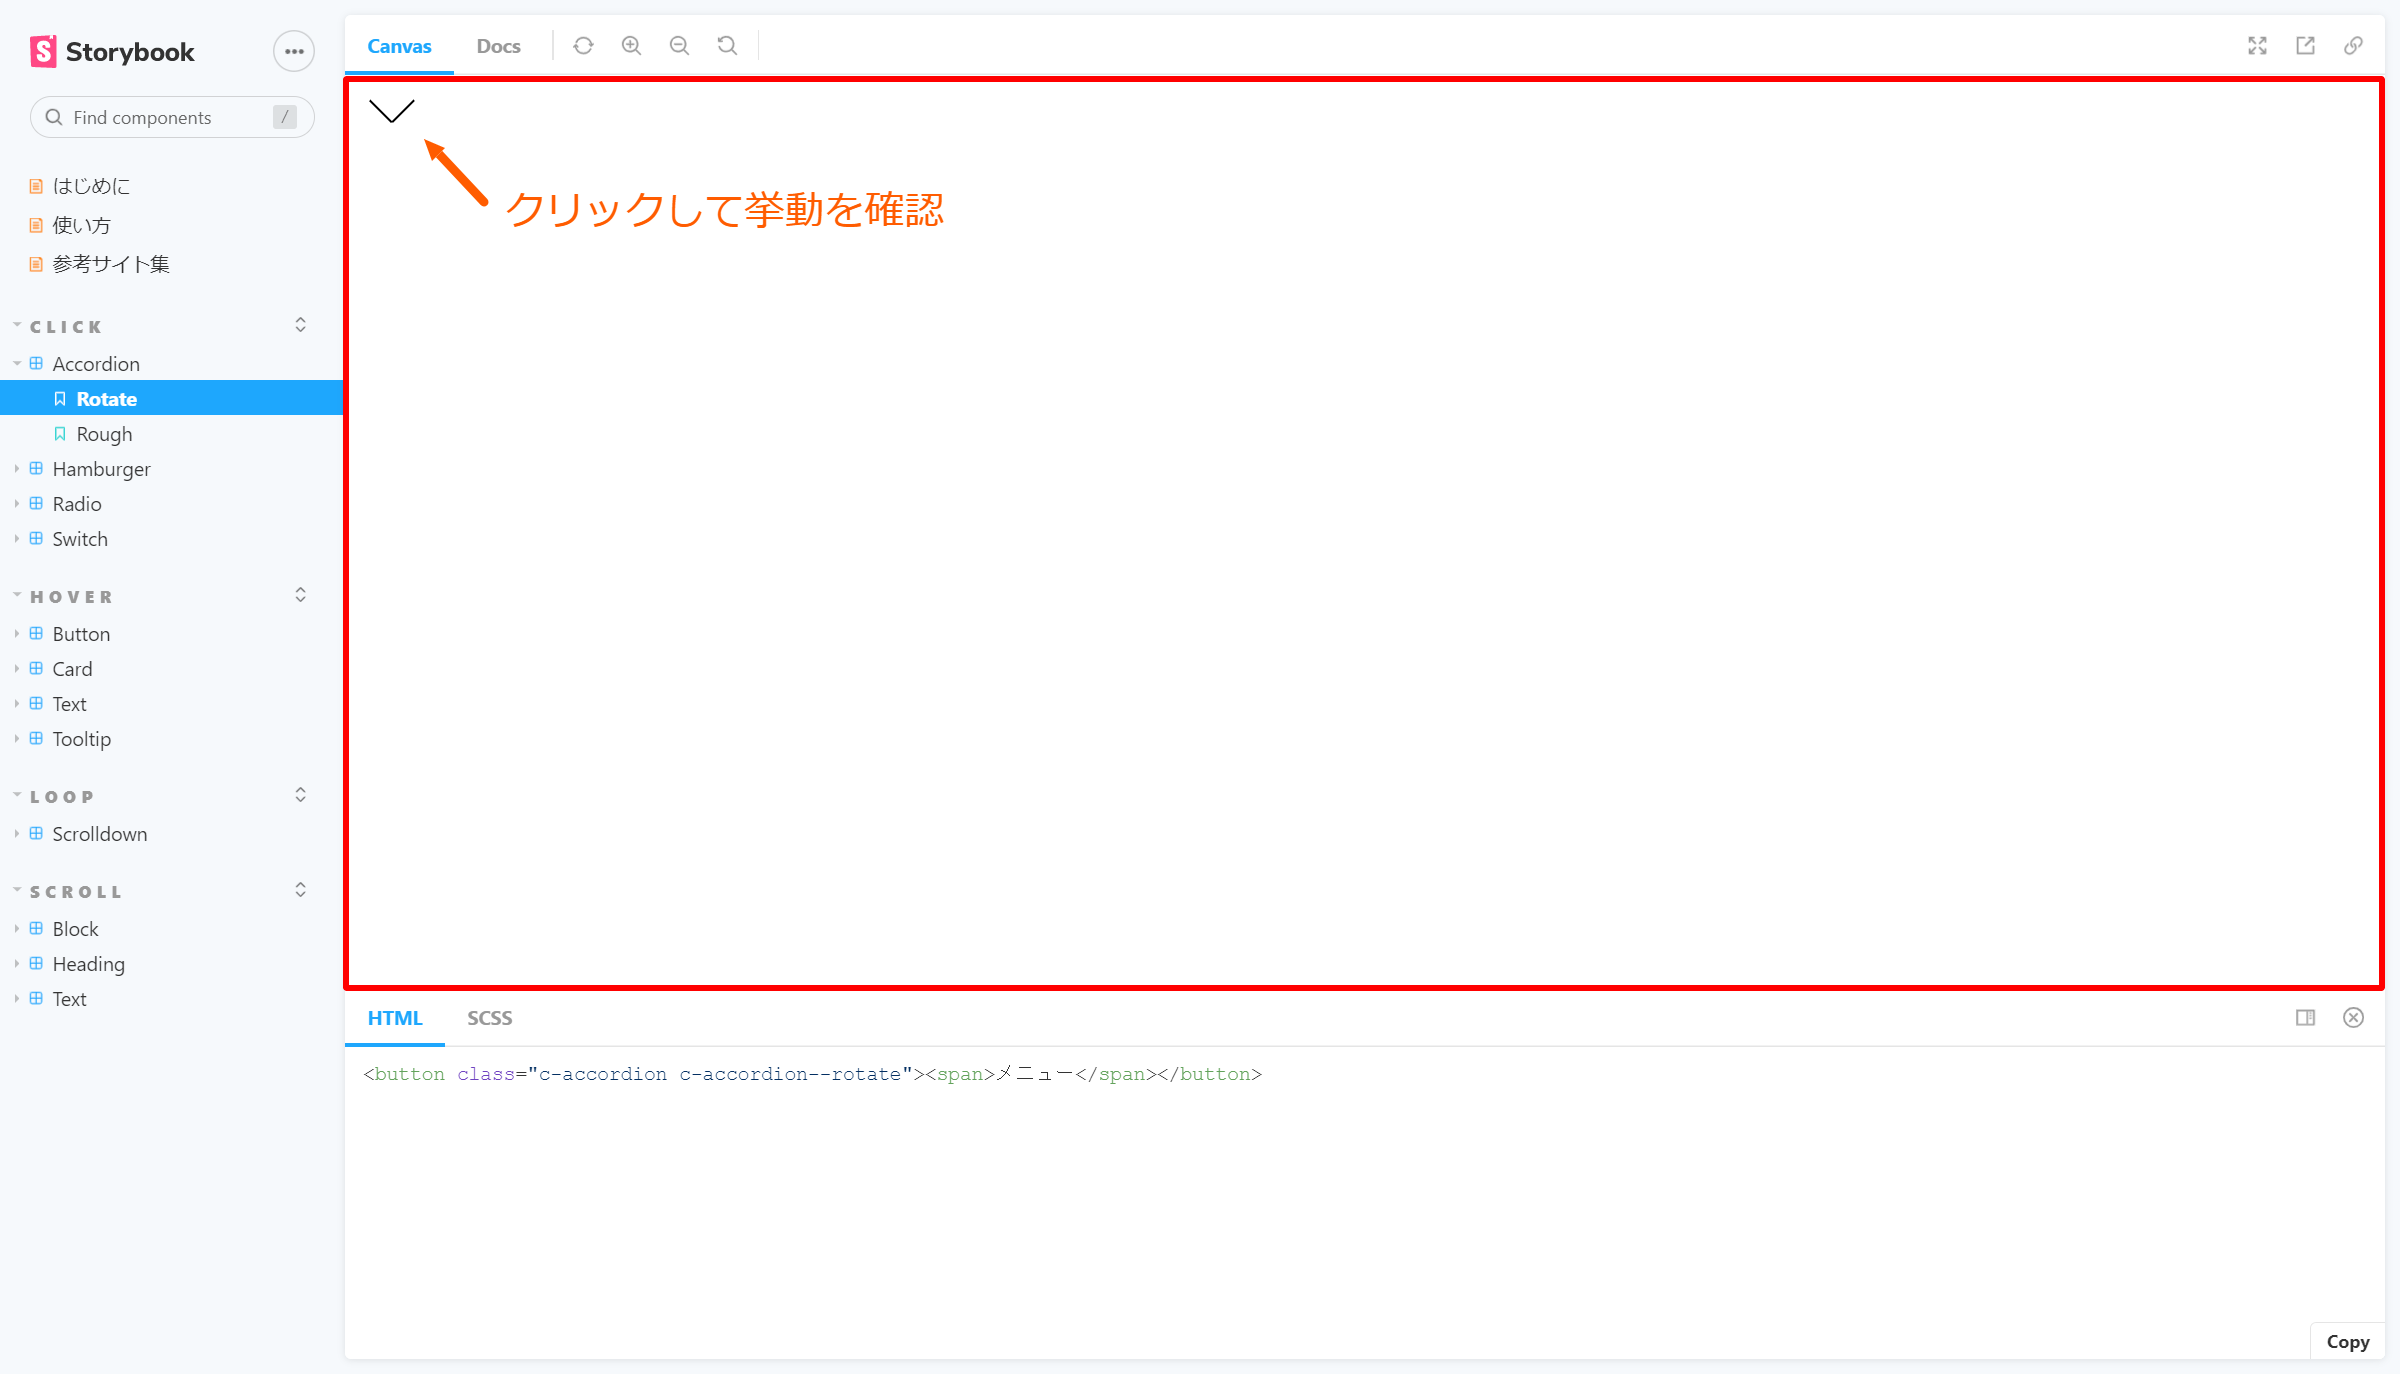 Storybook
Find components /
はじめに
使い方
参考サイト集
CLICK
Accordion
Rotate
Rough
Hamburger
Radio
Switch
HOVER
Button
Card
Text
Tooltip
LOOP
Scrolldown
SCROLL
Block
Heading
Text
Canvas Docs
クリックして挙動を確認
HTML SCSS
<button class="c-accordion c-accordion--rotate"><span>メニュー</span></button>
Copy